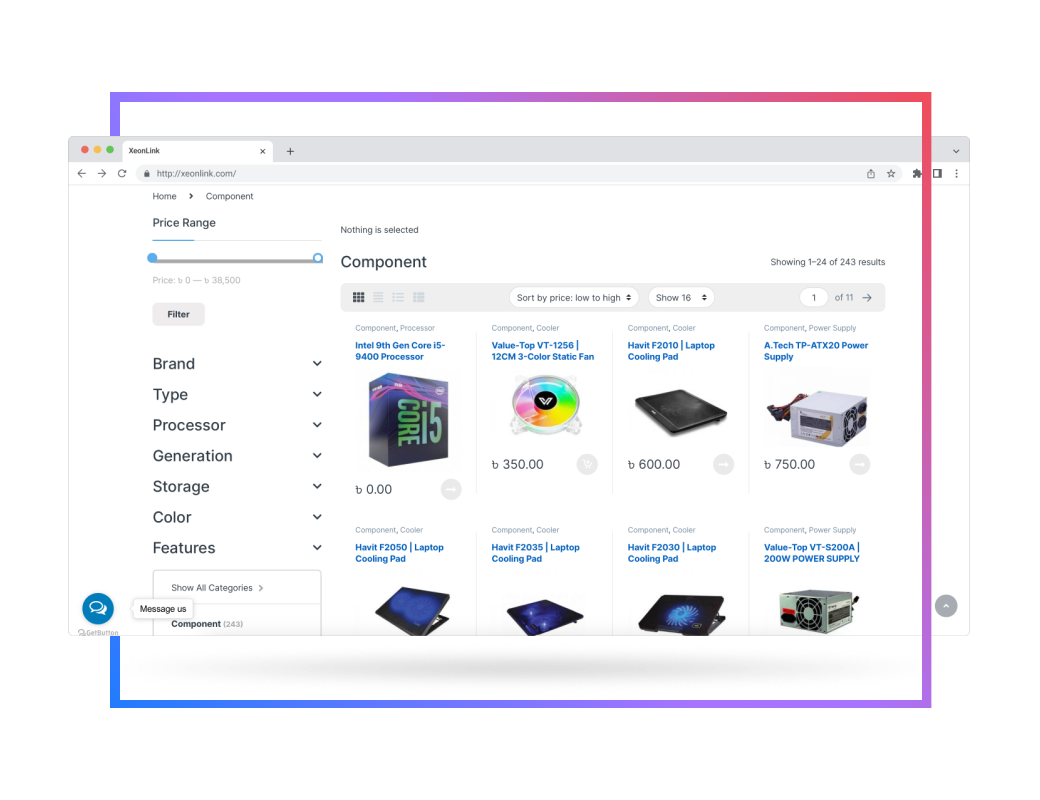 XeonLink
http://xeonlink.com/
Home > Component
Price Range
Price: ৳ 0 — ৳ 38,500
Filter
Brand
Type
Processor
Generation
Storage
Color
Features
Show All Categories
Component (243)
Message us
GetButton
Nothing is selected
Component
Showing 1–24 of 243 results
Sort by price: low to high
Show 16
1 of 11
Component, Processor
Intel 9th Gen Core i5-
9400 Processor
intel
CORE i5
৳ 0.00
Component, Cooler
Value-Top VT-1256 |
12CM 3-Color Static Fan
৳ 350.00
Component, Cooler
Havit F2010 | Laptop
Cooling Pad
৳ 600.00
Component, Power Supply
A.Tech TP-ATX20 Power
Supply
৳ 750.00
Component, Cooler
Havit F2050 | Laptop
Cooling Pad
Component, Cooler
Havit F2035 | Laptop
Cooling Pad
Component, Cooler
Havit F2030 | Laptop
Cooling Pad
Component, Power Supply
Value-Top VT-S200A |
200W POWER SUPPLY